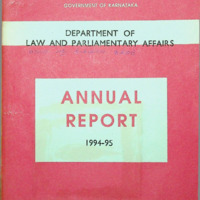 GOVERNMENT OF KARNATAKA
DEPARTMENT OF
LAW AND PARLIAMENTARY AFFAIRS
ANNUAL
REPORT
1994-95